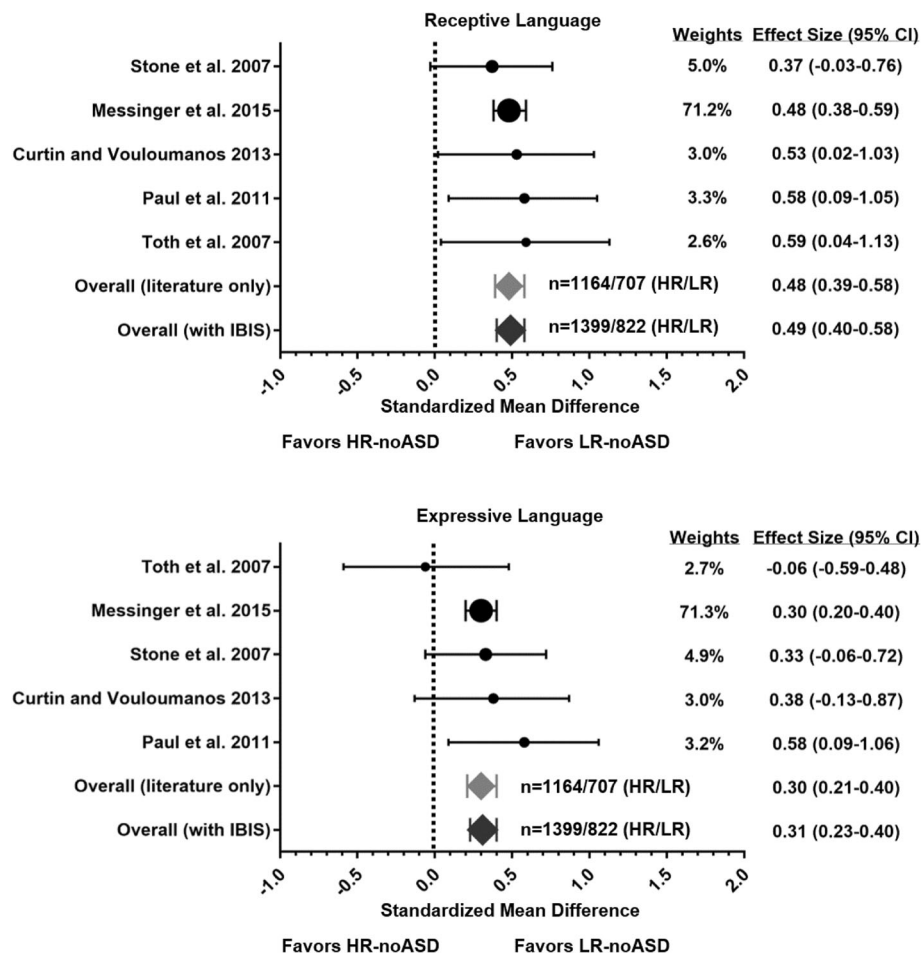 Receptive Language
Weights Effect Size (95% CI)
Stone et al. 2007 5.0% 0.37 (-0.03-0.76)
Messinger et al. 2015 71.2% 0.48 (0.38-0.59)
Curtin and Vouloumanos 2013 3.0% 0.53 (0.02-1.03)
Paul et al. 2011 3.3% 0.58 (0.09-1.05)
Toth et al. 2007 2.6% 0.59 (0.04-1.13)
Overall (literature only) n=1164/707 (HR/LR) 0.48 (0.39-0.58)
Overall (with IBIS) n=1399/822 (HR/LR) 0.49 (0.40-0.58)
-1.0 -0.5 0.0 0.5 1.0 1.5 2.0
Standardized Mean Difference
Favors HR-noASD Favors LR-noASD
Expressive Language
Weights Effect Size (95% CI)
Toth et al. 2007 2.7% -0.06 (-0.59-0.48)
Messinger et al. 2015 71.3% 0.30 (0.20-0.40)
Stone et al. 2007 4.9% 0.33 (-0.06-0.72)
Curtin and Vouloumanos 2013 3.0% 0.38 (-0.13-0.87)
Paul et al. 2011 3.2% 0.58 (0.09-1.06)
Overall (literature only) n=1164/707 (HR/LR) 0.30 (0.21-0.40)
Overall (with IBIS) n=1399/822 (HR/LR) 0.31 (0.23-0.40)
-1.0 -0.5 0.0 0.5 1.0 1.5 2.0
Standardized Mean Difference
Favors HR-noASD Favors LR-noASD